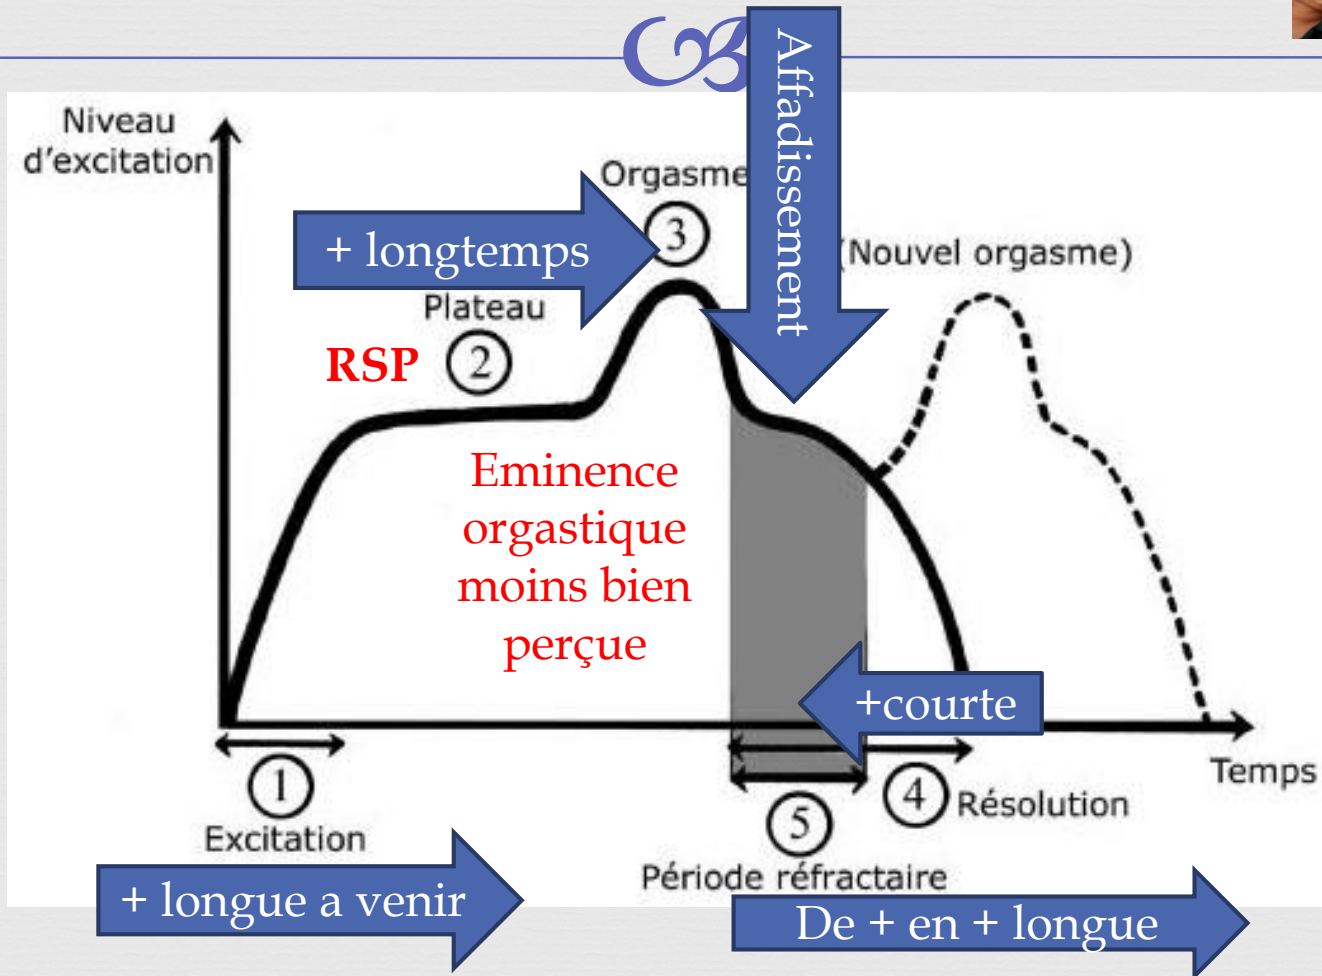 Affadissement
Niveau
d'excitation
Orgasme
3
+ longtemps
(Nouvel orgasme)
Plateau
RSP
2
Eminence
orgastique
moins bien
perçue
+courte
Temps
1
Excitation
4
Résolution
5
Période réfractaire
+ longue a venir
De + en + longue